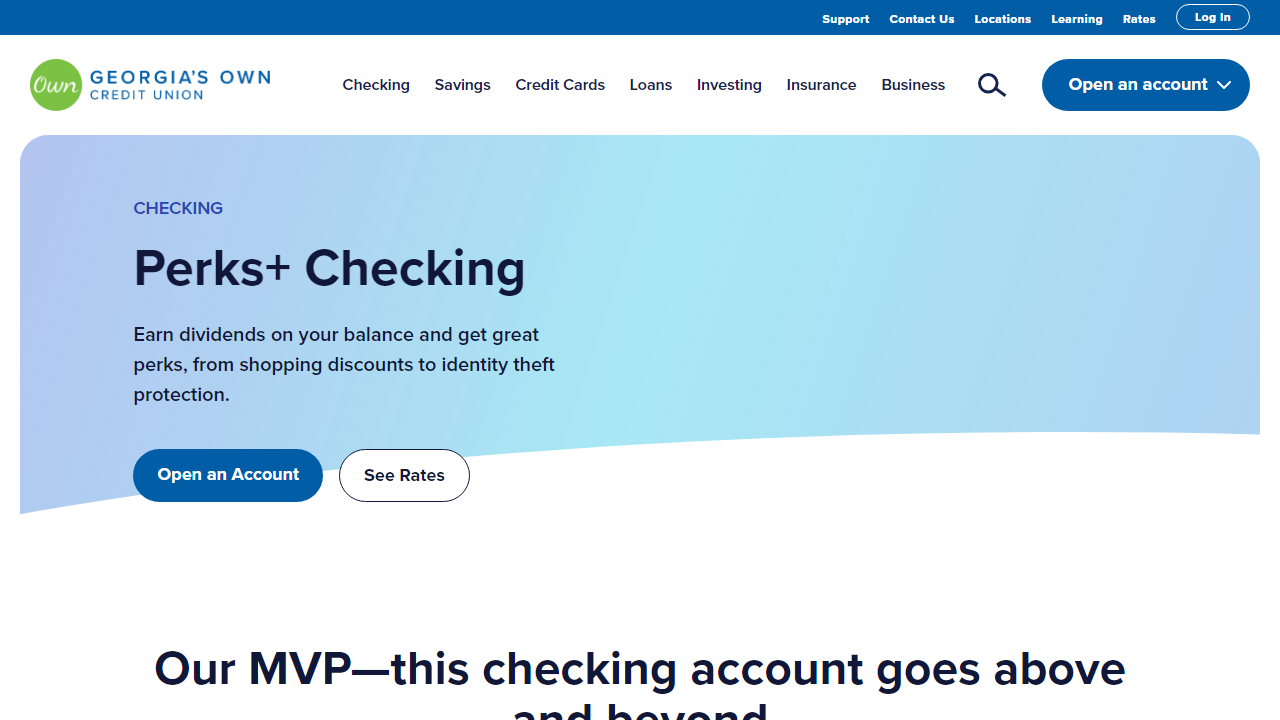 Support Contact Us Locations Learning Rates Log In
Own GEORGIA'S OWN
CREDIT UNION
Checking Savings Credit Cards Loans Investing Insurance Business Open an account
CHECKING
Perks+ Checking
Earn dividends on your balance and get great
perks, from shopping discounts to identity theft
protection.
Open an Account See Rates
Our MVP—this checking account goes above
and beyond